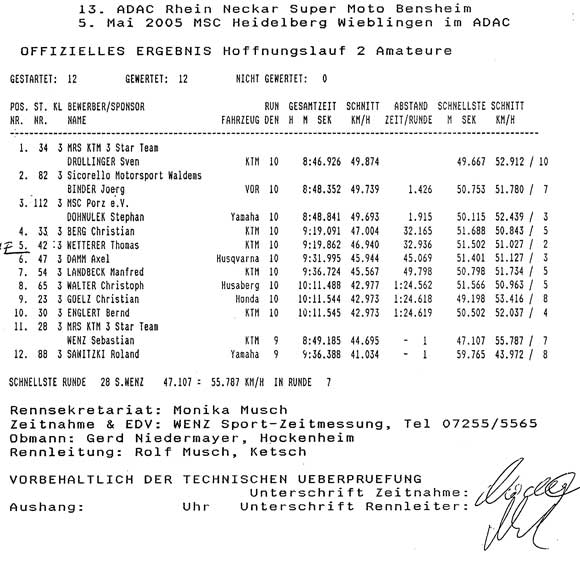 13. ADAC Rhein Neckar Super Moto Bensheim
5. Mai 2005 MSC Heidelberg Wieblingen im ADAC
OFFIZIELLES ERGEBNIS Hoffnungslauf 2 Amateure
GESTARTET: 12 GEWERTET: 12 NICHT GEWERTET: 0
POS. ST. KL BEWERBER/SPONSOR RUN GESAMTZEIT SCHNITT ABSTAND SCHNELLSTE SCHNITT
NR. NR. NAME FAHRZEUG DEN H M SEK KM/H ZEIT/RUNDE M SEK KM/H
1. 34 3 MRS KTM 3 Star Team
DROLLINGER Sven KTM 10 8:46.926 49.874 49.667 52.912 / 10
2. 82 3 Sicorello Motorsport Waldems
BINDER Joerg VOR 10 8:48.352 49.739 1.426 50.753 51.780 / 7
3. 112 3 MSC Porz e.V.
DOHNULEK Stephan Yamaha 10 8:48.841 49.693 1.915 50.115 52.439 / 3
4. 33 3 BERG Christian KTM 10 9:19.091 47.004 32.165 51.688 50.843 / 5
5. 42 3 WETTERER Thomas KTM 10 9:19.862 46.940 32.936 51.502 51.027 / 2
6. 47 3 DAMM Axel Husqvarna 10 9:31.995 45.944 45.069 51.401 51.127 / 3
7. 54 3 LANDBECK Manfred KTM 10 9:36.724 45.567 49.798 50.798 51.734 / 5
8. 65 3 WALTER Christoph Husaberg 10 10:11.488 42.977 1:24.562 51.566 50.963 / 5
9. 23 3 GOELZ Christian Honda 10 10:11.544 42.973 1:24.618 49.198 53.416 / 8
10. 30 3 ENGLERT Bernd KTM 10 10:11.545 42.973 1:24.619 50.502 52.037 / 4
11. 28 3 MRS KTM 3 Star Team
WENZ Sebastian KTM 9 8:49.185 44.695 - 1 47.107 55.787 / 7
12. 88 3 SAWITZKI Roland Yamaha 9 9:36.388 41.034 - 1 59.765 43.972 / 8
SCHNELLSTE RUNDE 28 S.WENZ 47.107 = 55.787 KM/H IN RUNDE 7
Rennsekretariat: Monika Musch
Zeitnahme & EDV: WENZ Sport-Zeitmessung, Tel 07255/5565
Obmann: Gerd Niedermayer, Hockenheim
Rennleitung: Rolf Musch, Ketsch
VORBEHALTLICH DER TECHNISCHEN UEBERPRUEFUNG
Unterschrift Zeitnahme:
Aushang: Uhr Unterschrift Rennleiter: